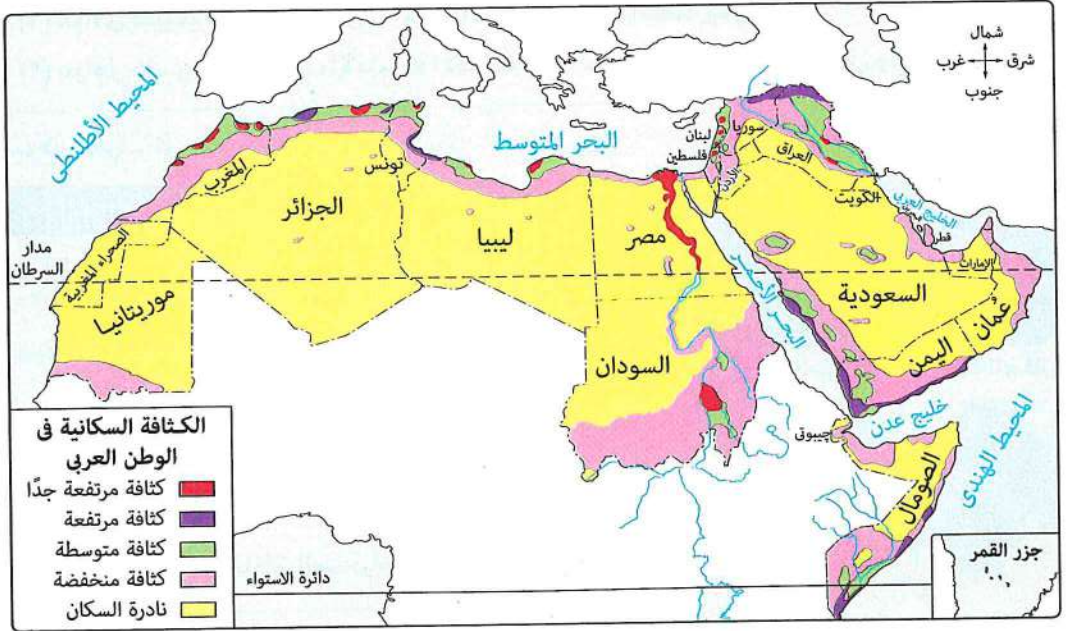 شمال
شرق
غرب
جنوب
المحيط الأطلنطى
البحر المتوسط
لبنان
سوريا
فلسطين
الأردن
العراق
الكويت
الخليج العربى
قطر
الإمارات
المغرب
تونس
الجزائر
ليبيا
مصر
السعودية
البحر الأحمر
عُمان
اليمن
مدار
السرطان
الصحراء المغربية
موريتانيا
السودان
خليج عدن
چيبوتى
الصومال
المحيط الهندى
الكثافة السكانية فى
الوطن العربى
كثافة مرتفعة جدًا
كثافة مرتفعة
كثافة متوسطة
كثافة منخفضة
نادرة السكان
دائرة الاستواء
جزر القمر